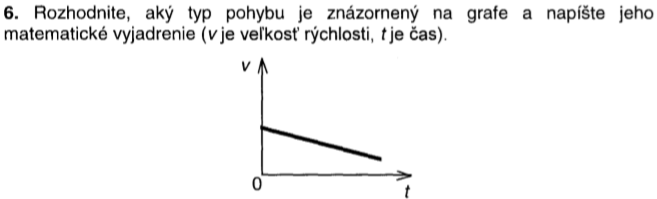 6. Rozhodnite, aký typ pohybu je znázornený na grafe a napíšte jeho
matematické vyjadrenie (v je veľkosť rýchlosti, t je čas).
v
0
t